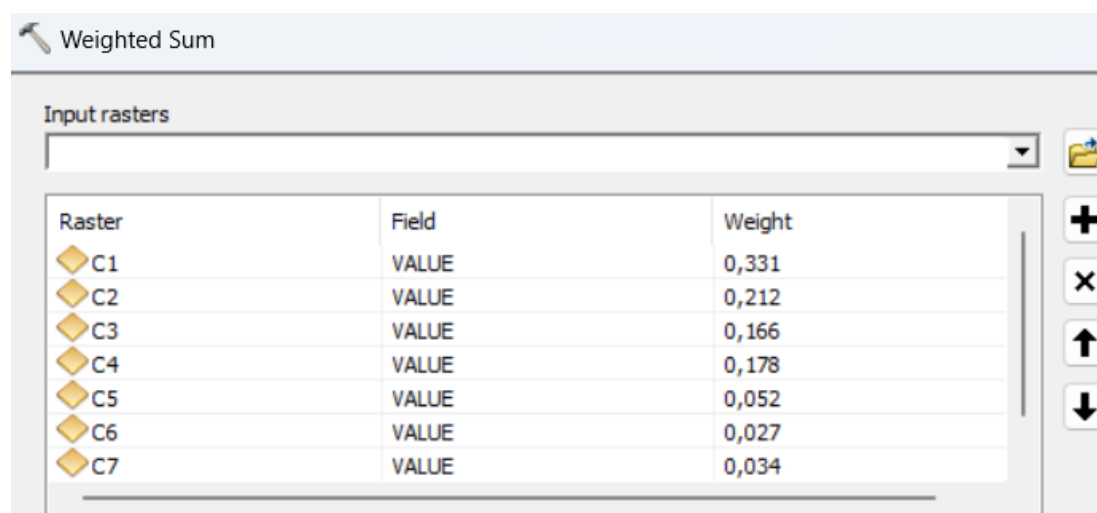 Weighted Sum
Input rasters
Raster Field Weight
C1 VALUE 0,331
C2 VALUE 0,212
C3 VALUE 0,166
C4 VALUE 0,178
C5 VALUE 0,052
C6 VALUE 0,027
C7 VALUE 0,034